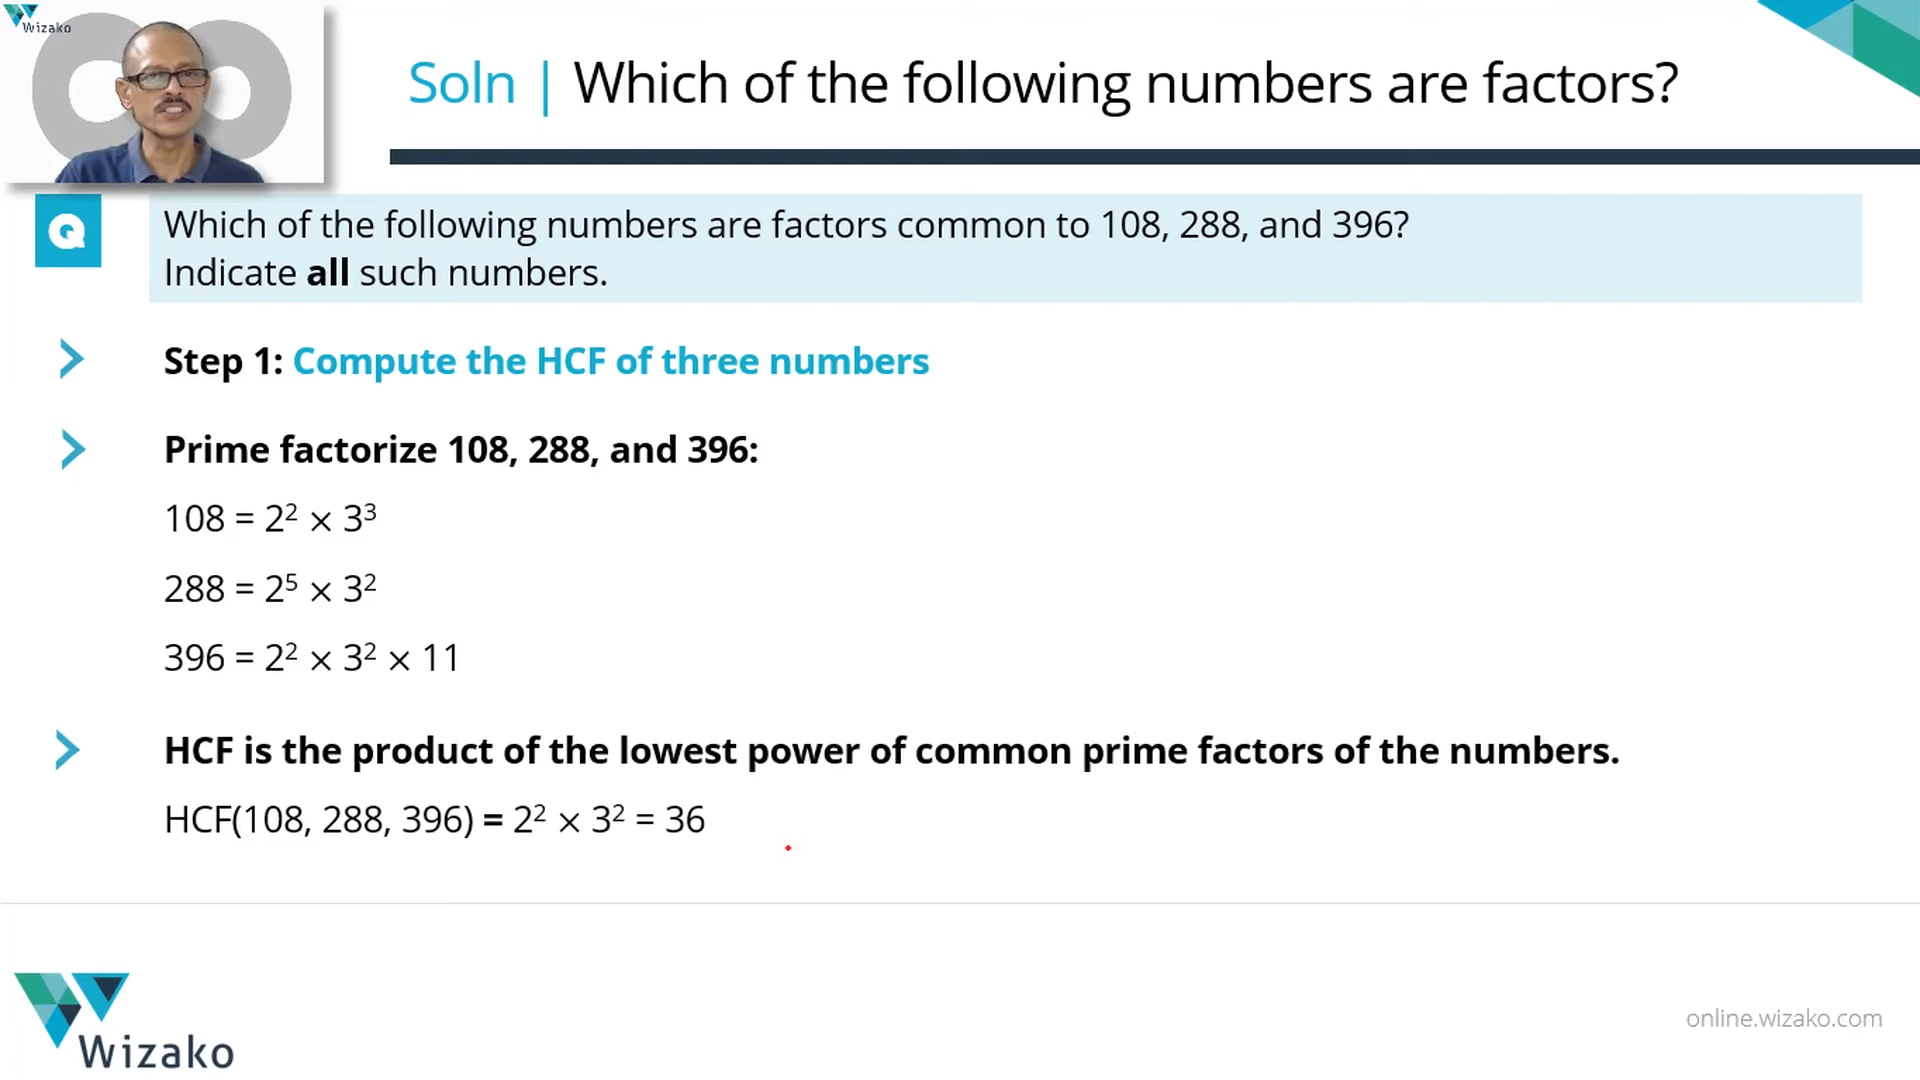 Wizako
Soln | Which of the following numbers are factors?
Q
Which of the following numbers are factors common to 108, 288, and 396?
Indicate all such numbers.
Step 1: Compute the HCF of three numbers
Prime factorize 108, 288, and 396:
108 = 2² × 3³
288 = 2⁵ × 3²
396 = 2² × 3² × 11
HCF is the product of the lowest power of common prime factors of the numbers.
HCF(108, 288, 396) = 2² × 3² = 36
Wizako
online.wizako.com